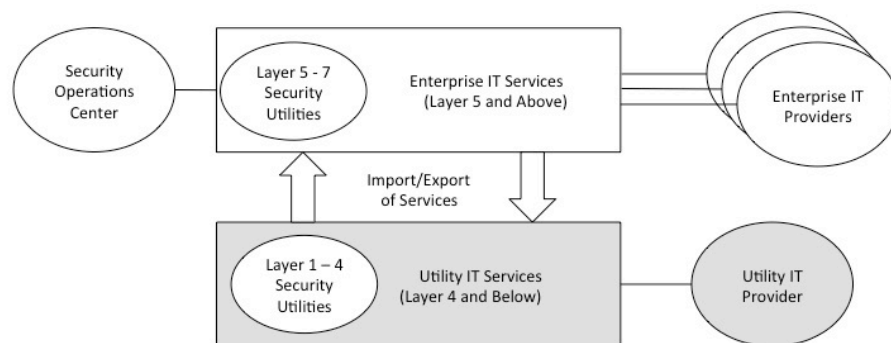 Security
Operations
Center
Layer 5 - 7
Security
Utilities
Enterprise IT Services
(Layer 5 and Above)
Enterprise IT
Providers
Import/Export
of Services
Layer 1 – 4
Security
Utilities
Utility IT Services
(Layer 4 and Below)
Utility IT
Provider